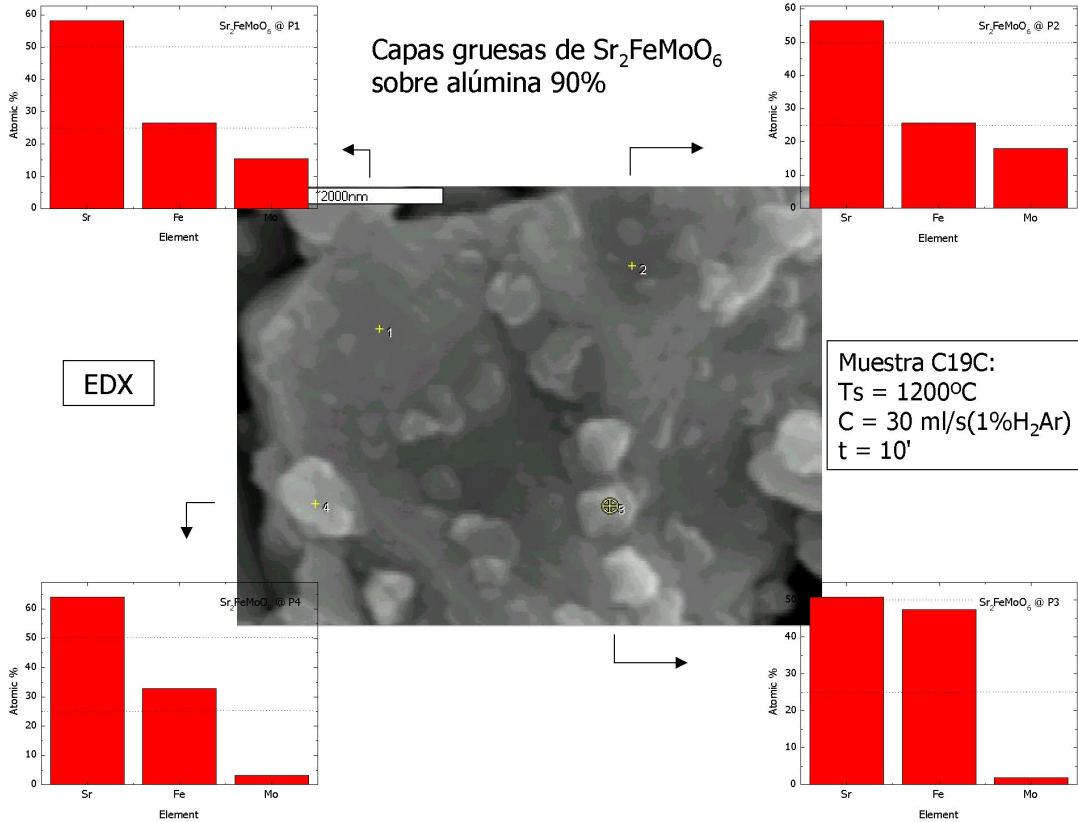 Capas gruesas de Sr2FeMoO6
sobre alúmina 90%
Sr2FeMoO6 @ P1
Atomic %
60
50
40
30
20
10
0
Sr Fe Mo
Element
Sr2FeMoO6 @ P2
Atomic %
60
50
40
30
20
10
0
Sr Fe Mo
Element
2000nm
1
2
4
EDX
Muestra C19C:
Ts = 1200ºC
C = 30 ml/s(1%H2Ar)
t = 10'
Sr2FeMoO6 @ P4
Atomic %
60
50
40
30
20
10
0
Sr Fe Mo
Element
Sr2FeMoO6 @ P3
Atomic %
50
40
30
20
10
0
Sr Fe Mo
Element